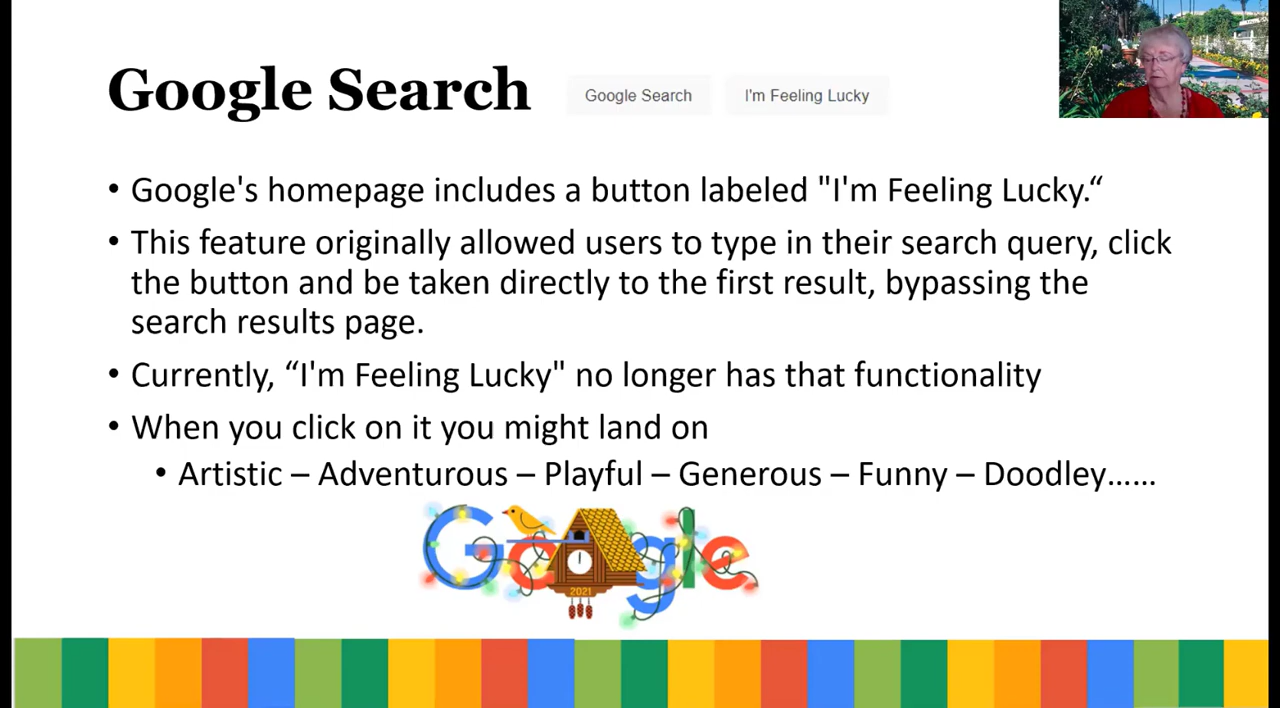 Google Search
Google Search
I'm Feeling Lucky
• Google's homepage includes a button labeled "I'm Feeling Lucky.“
• This feature originally allowed users to type in their search query, click
the button and be taken directly to the first result, bypassing the
search results page.
• Currently, “I'm Feeling Lucky" no longer has that functionality
• When you click on it you might land on
• Artistic – Adventurous – Playful – Generous – Funny – Doodley……
Google
2021